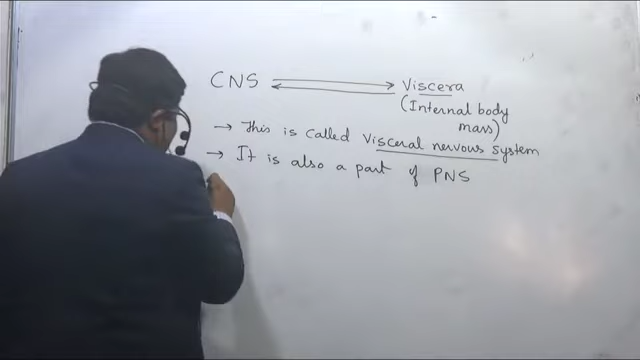 CNS ⇄ Viscera
(Internal body
mass)
→ This is called Visceral nervous system
→ It is also a part of PNS